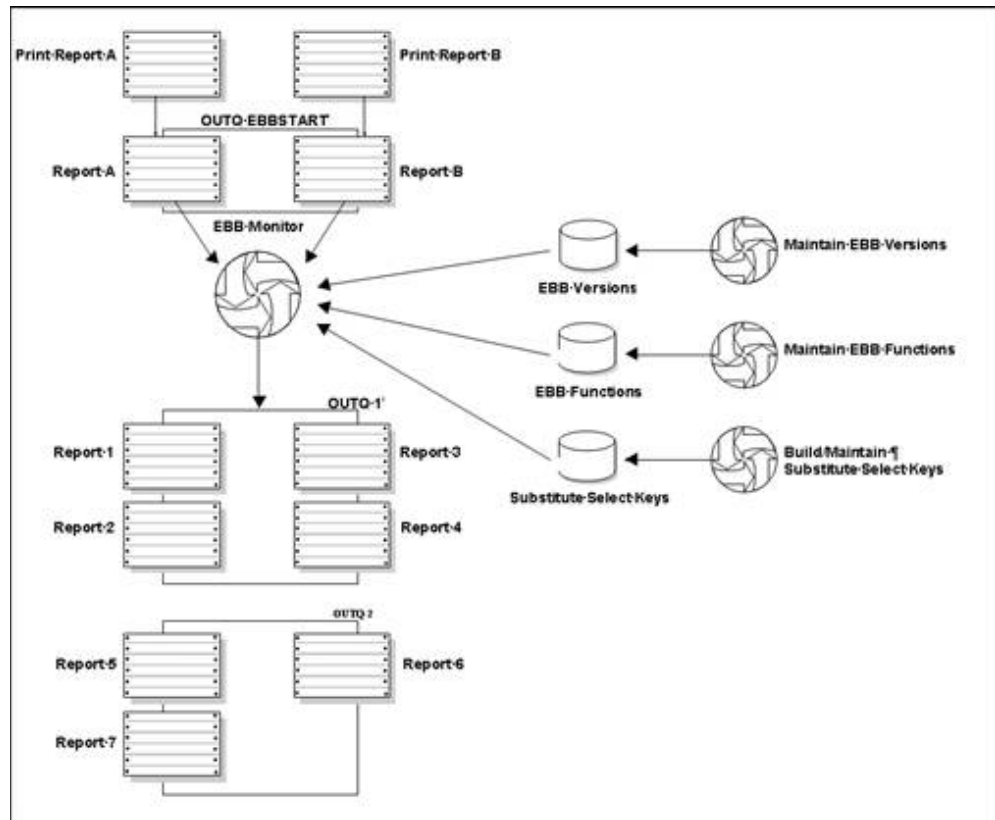 Print·Report·A
Print·Report·B
OUTO·EBBSTART'
Report·A
Report·B
EBB·Monitor
Maintain·EBB·Versions
EBB·Versions
Maintain·EBB·Functions
EBB·Functions
OUTQ·1'
Report·1
Report·3
Build/Maintain·¶
Substitute·Select·Keys
Substitute·Select·Keys
Report·2
Report·4
OUTQ 2
Report·5
Report·6
Report·7